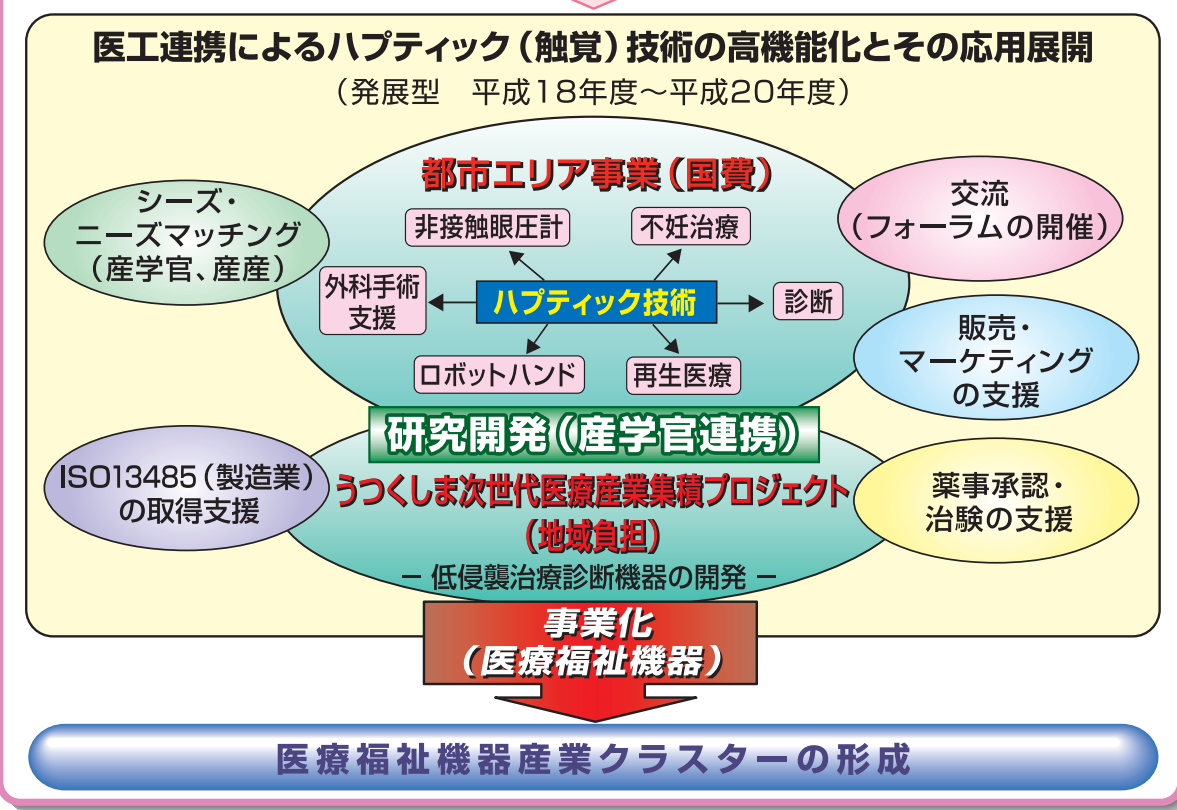 医工連携によるハプティック（触覚）技術の高機能化とその応用展開
（発展型　平成18年度～平成20年度）
都市エリア事業（国費）
シーズ・
ニーズマッチング
（産学官、産産）
交流
（フォーラムの開催）
非接触眼圧計
不妊治療
外科手術
支援
ハプティック技術
診断
ロボットハンド
再生医療
販売・
マーケティング
の支援
研究開発（産学官連携）
ISO13485（製造業）
の取得支援
うつくしま次世代医療産業集積プロジェクト
（地域負担）
－ 低侵襲治療診断機器の開発 －
薬事承認・
治験の支援
事業化
（医療福祉機器）
医療福祉機器産業クラスターの形成